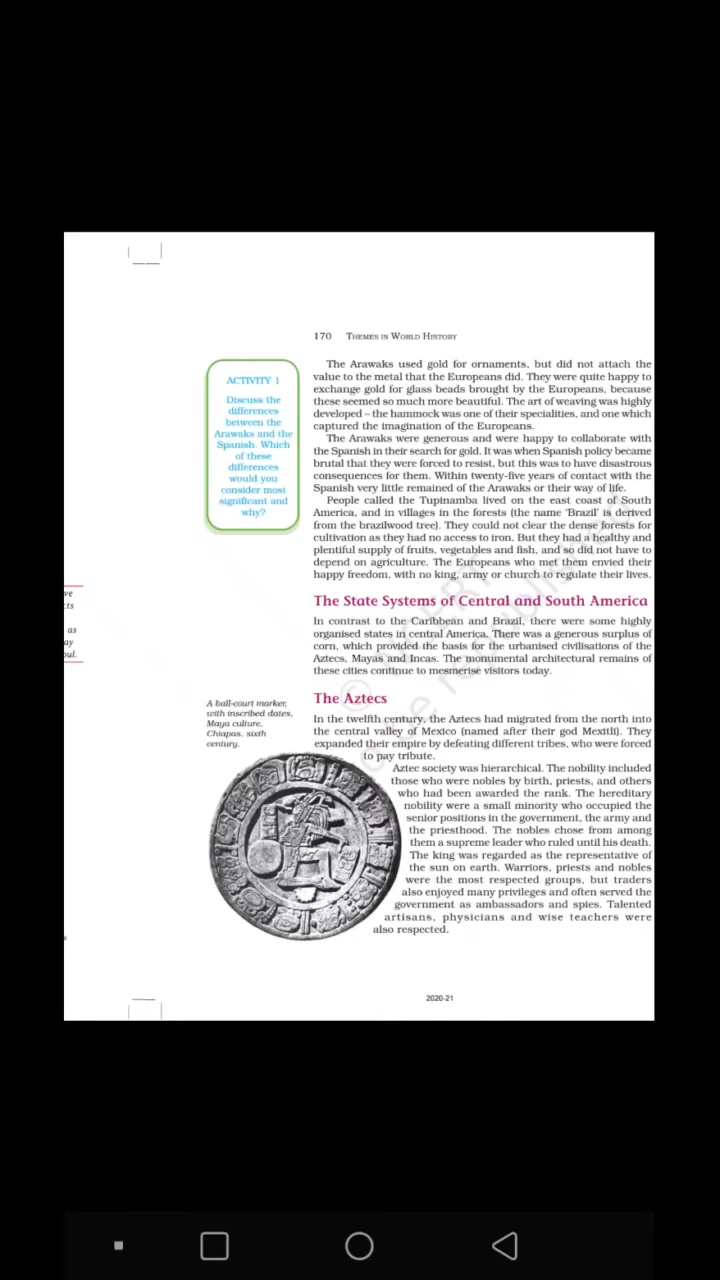 170 THEMES IN WORLD HISTORY
ACTIVITY 1
Discuss the
differences
between the
Arawaks and the
Spanish. Which
of these
differences
would you
consider most
significant and
why?
The Arawaks used gold for ornaments, but did not attach the
value to the metal that the Europeans did. They were quite happy to
exchange gold for glass beads brought by the Europeans, because
these seemed so much more beautiful. The art of weaving was highly
developed – the hammock was one of their specialities, and one which
captured the imagination of the Europeans.
The Arawaks were generous and were happy to collaborate with
the Spanish in their search for gold. It was when Spanish policy became
brutal that they were forced to resist, but this was to have disastrous
consequences for them. Within twenty-five years of contact with the
Spanish very little remained of the Arawaks or their way of life.
People called the Tupinamba lived on the east coast of South
America, and in villages in the forests (the name 'Brazil' is derived
from the brazilwood tree). They could not clear the dense forests for
cultivation as they had no access to iron. But they had a healthy and
plentiful supply of fruits, vegetables and fish, and so did not have to
depend on agriculture. The Europeans who met them envied their
happy freedom, with no king, army or church to regulate their lives.
ve
cts
as
ay
oul.
The State Systems of Central and South America
In contrast to the Caribbean and Brazil, there were some highly
organised states in central America. There was a generous surplus of
corn, which provided the basis for the urbanised civilisations of the
Aztecs, Mayas and Incas. The monumental architectural remains of
these cities continue to mesmerise visitors today.
The Aztecs
In the twelfth century, the Aztecs had migrated from the north into
the central valley of Mexico (named after their god Mexitli). They
expanded their empire by defeating different tribes, who were forced
to pay tribute.
A ball-court marker,
with inscribed dates,
Maya culture,
Chiapas, sixth
century.
Aztec society was hierarchical. The nobility included
those who were nobles by birth, priests, and others
who had been awarded the rank. The hereditary
nobility were a small minority who occupied the
senior positions in the government, the army and
the priesthood. The nobles chose from among
them a supreme leader who ruled until his death.
The king was regarded as the representative of
the sun on earth. Warriors, priests and nobles
were the most respected groups, but traders
also enjoyed many privileges and often served the
government as ambassadors and spies. Talented
artisans, physicians and wise teachers were
also respected.
s
2020-21